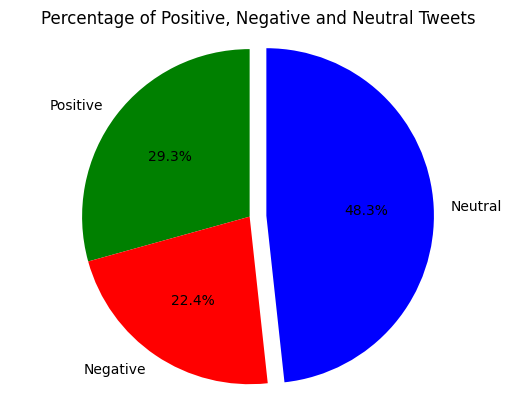 Percentage of Positive, Negative and Neutral Tweets
Positive
29.3%
48.3%
Neutral
22.4%
Negative